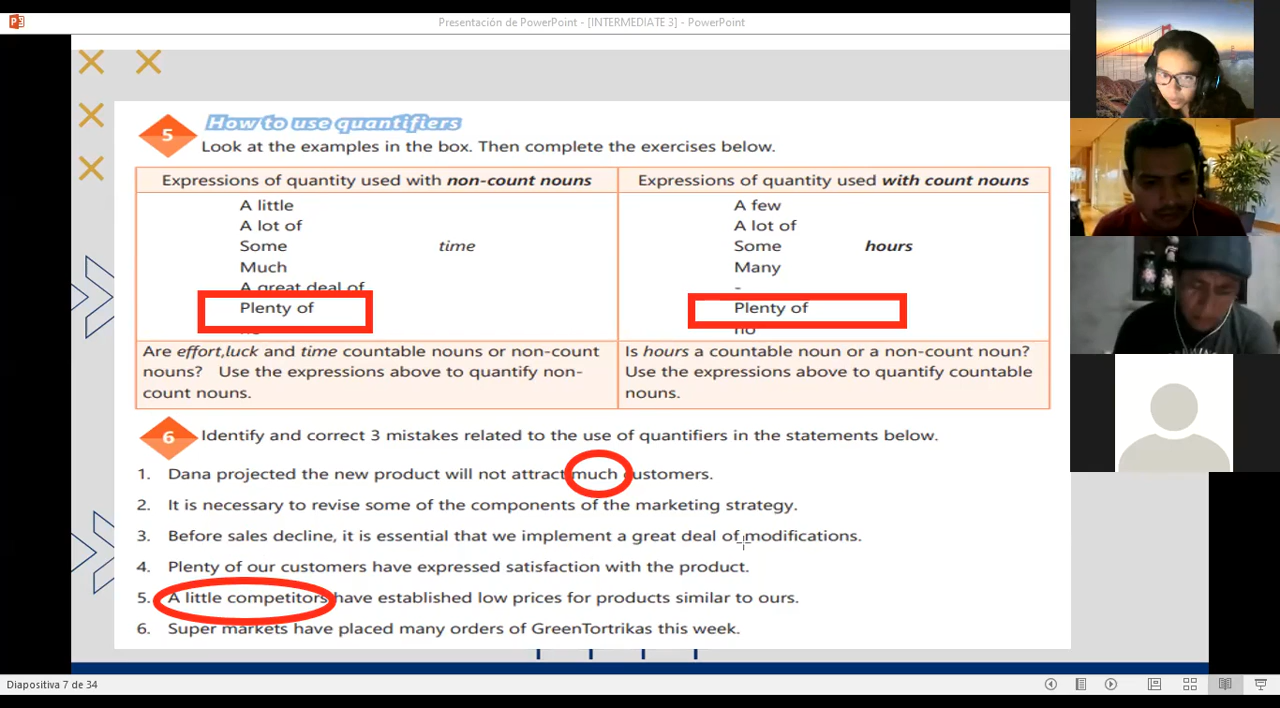 Presentación de PowerPoint - [INTERMEDIATE 3] - PowerPoint
5
How to use quantifiers
Look at the examples in the box. Then complete the exercises below.
Expressions of quantity used with non-count nouns
Expressions of quantity used with count nouns
A little
A lot of
Some time
Much
A great deal of
Plenty of
no
A few
A lot of
Some hours
Many
-
Plenty of
no
Are effort,luck and time countable nouns or non-count
nouns? Use the expressions above to quantify non-
count nouns.
Is hours a countable noun or a non-count noun?
Use the expressions above to quantify countable
nouns.
6
Identify and correct 3 mistakes related to the use of quantifiers in the statements below.
1. Dana projected the new product will not attract much customers.
2. It is necessary to revise some of the components of the marketing strategy.
3. Before sales decline, it is essential that we implement a great deal of modifications.
4. Plenty of our customers have expressed satisfaction with the product.
5. A little competitors have established low prices for products similar to ours.
6. Super markets have placed many orders of GreenTortrikas this week.
Diapositiva 7 de 34